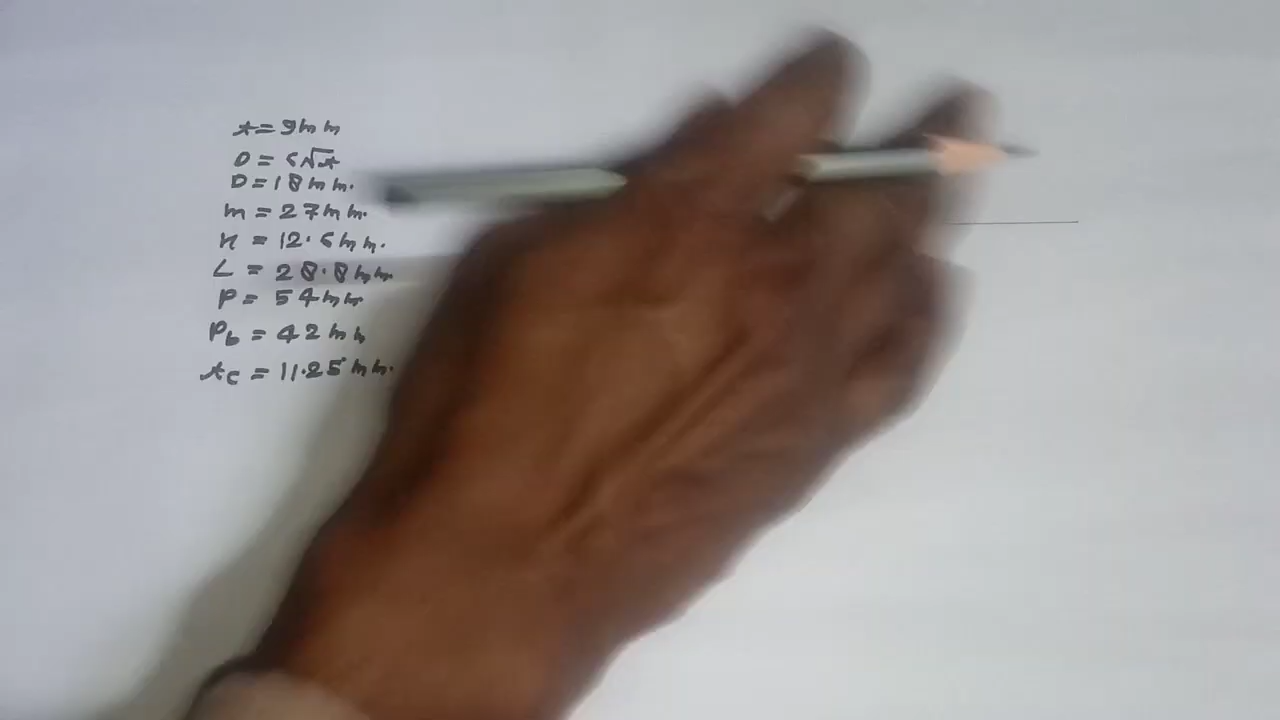 t = 9mm
D = 6√t
D = 18mm.
m = 27mm.
H = 12.6mm.
L = 28.8mm.
P = 54mm
Pb = 42mm
tc = 11.25mm.